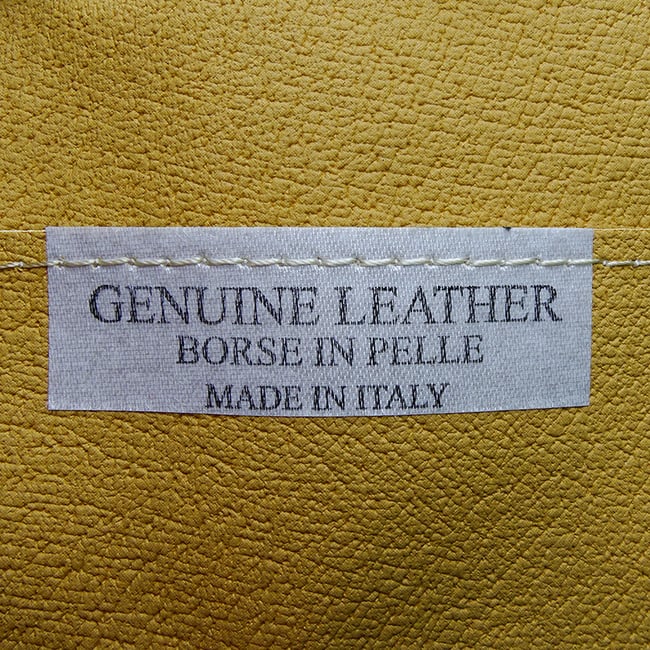 GENUINE LEATHER
BORSE IN PELLE
MADE IN ITALY